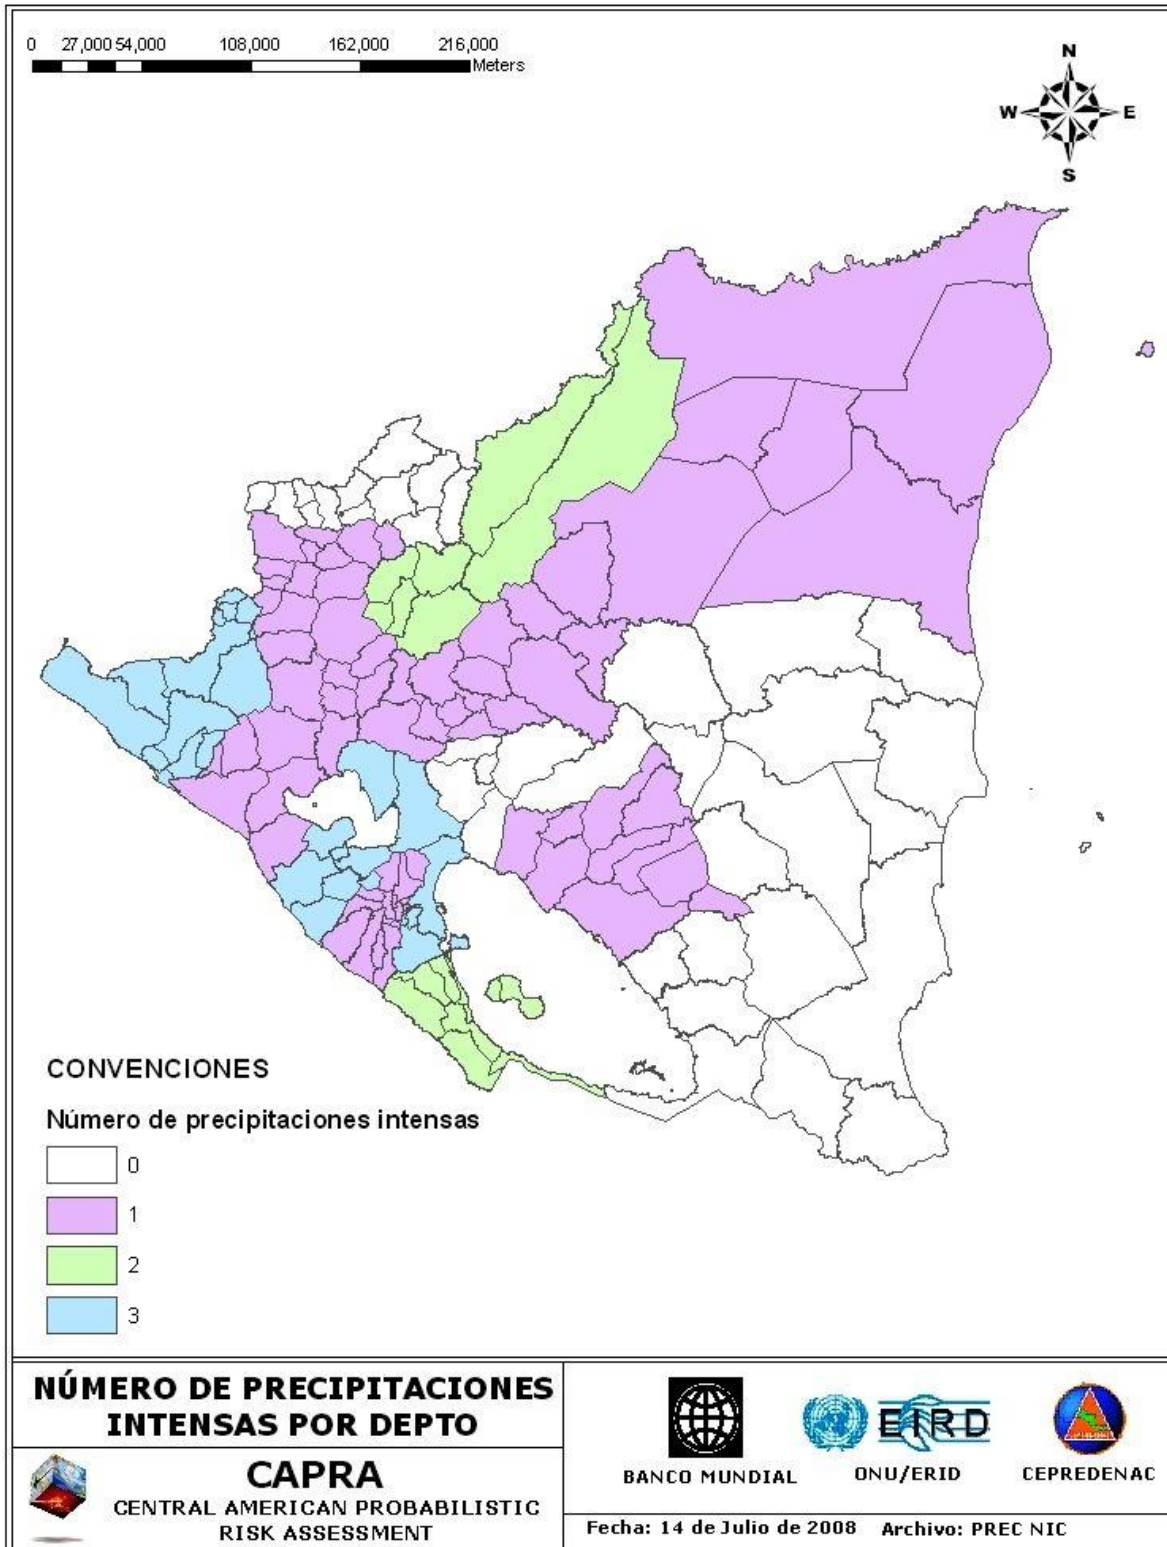 0 27,000 54,000 108,000 162,000 216,000
Meters
N
W E
S
CONVENCIONES
Número de precipitaciones intensas
0
1
2
3
NÚMERO DE PRECIPITACIONES
INTENSAS POR DEPTO
CAPRA
CENTRAL AMERICAN PROBABILISTIC
RISK ASSESSMENT
BANCO MUNDIAL
EIRD
ONU/ERID
CEPREDENAC
Fecha: 14 de Julio de 2008 Archivo: PREC NIC